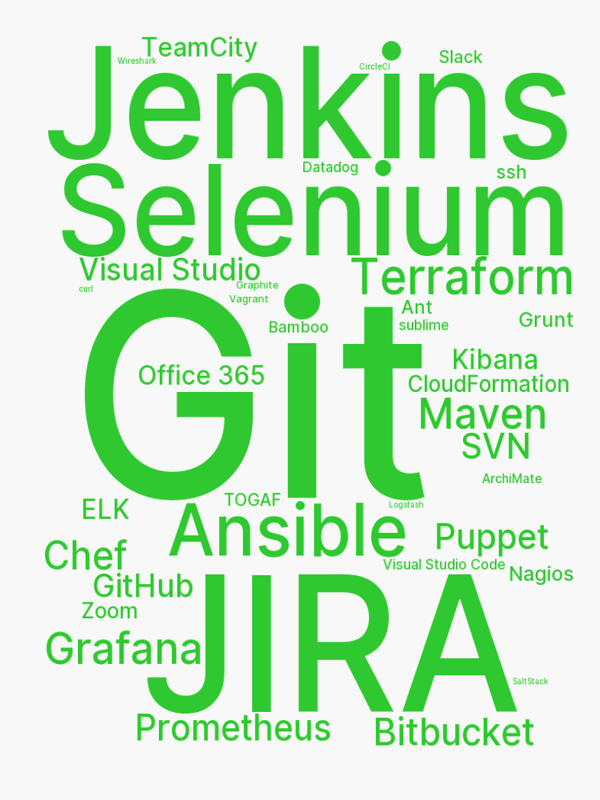 TeamCity
Wireshark
CircleCI
Slack
Jenkins
Datadog
ssh
Selenium
Visual Studio
Terraform
curl
Graphite
Vagrant
Bamboo
Ant
sublime
Grunt
Git
Office 365
Kibana
CloudFormation
Maven
SVN
ArchiMate
TOGAF
Logstash
ELK
Ansible
Puppet
Chef
Visual Studio Code
Nagios
GitHub
Zoom
JIRA
Grafana
SaltStack
Prometheus
Bitbucket